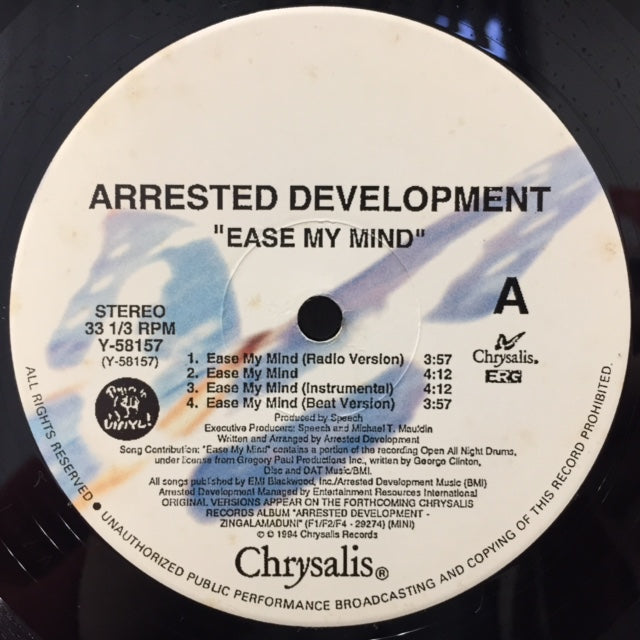 ARRESTED DEVELOPMENT
"EASE MY MIND"
A
STEREO
33 1/3 RPM
Y-58157
(Y-58157)
Chrysalis.
ERG
1. Ease My Mind (Radio Version) 3:57
2. Ease My Mind 4:12
3. Ease My Mind (Instrumental) 4:12
4. Ease My Mind (Beat Version) 3:57
VINYL!
Produced by Speech
Executive Producers: Speech and Michael T. Mauldin
Written and Arranged by Arrested Development
Song Contribution: "Ease My Mind" contains a portion of the recording Open All Night Drums,
under license from Gregory Paul Productions Inc., written by George Clinton,
Disc and DAT Music/BMI.
All songs published by EMI Blackwood, Inc./Arrested Development Music (BMI)
Arrested Development Managed by Entertainment Resources International
ORIGINAL VERSIONS APPEAR ON THE FORTHCOMING CHRYSALIS
RECORDS ALBUM "ARRESTED DEVELOPMENT -
ZINGALAMADUNI" (F1/F2/F4 - 29274) (MINI)
℗ © 1994 Chrysalis Records
Chrysalis®
ALL RIGHTS RESERVED • UNAUTHORIZED PUBLIC PERFORMANCE BROADCASTING AND COPYING OF THIS RECORD PROHIBITED.